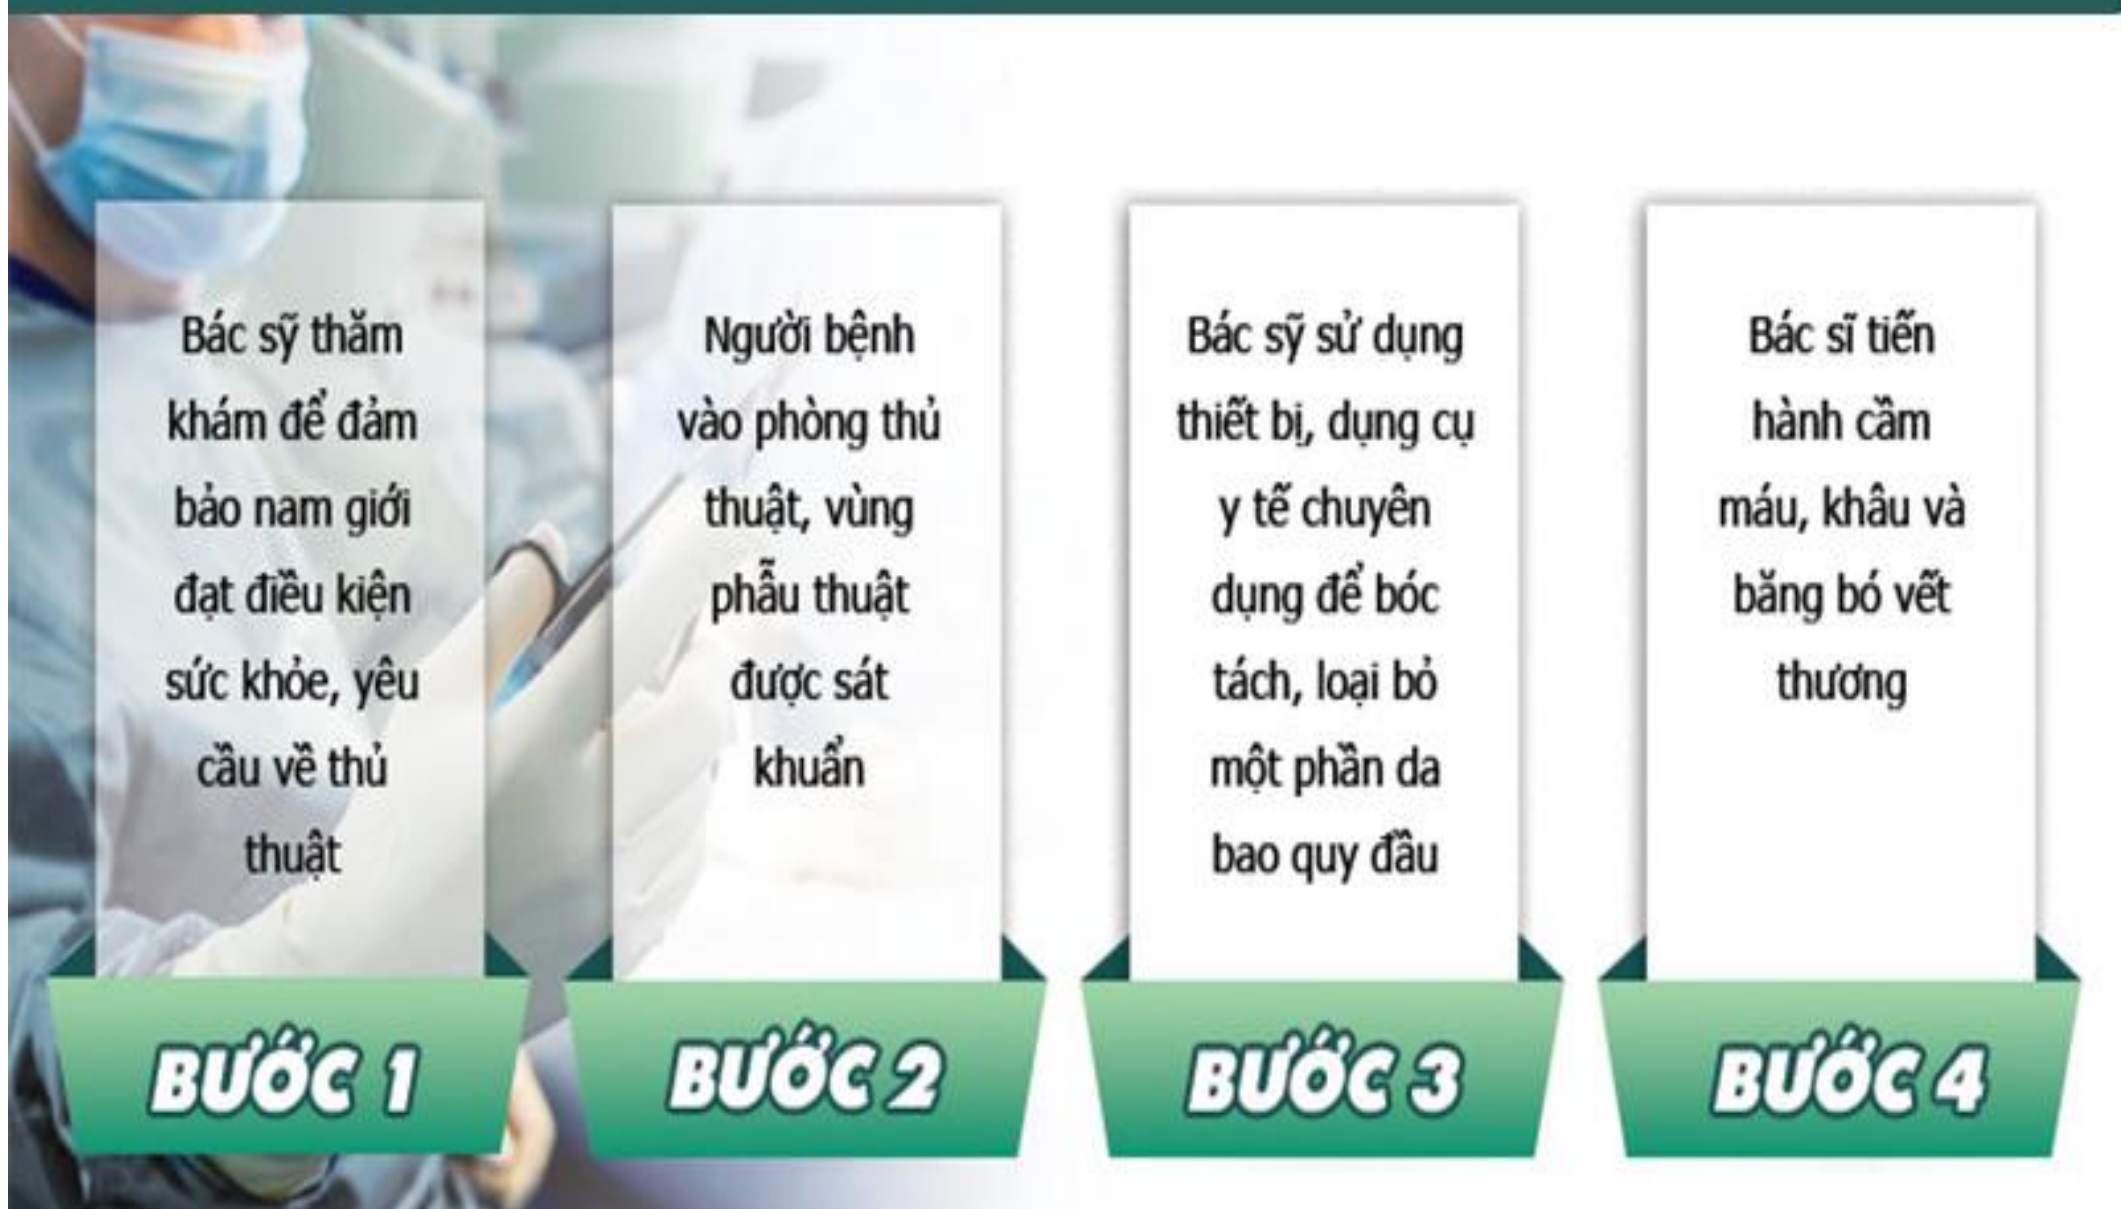 Bác sỹ thăm
khám để đảm
bảo nam giới
đạt điều kiện
sức khỏe, yêu
cầu về thủ
thuật
BƯỚC 1
Người bệnh
vào phòng thủ
thuật, vùng
phẫu thuật
được sát
khuẩn
BƯỚC 2
Bác sỹ sử dụng
thiết bị, dụng cụ
y tế chuyên
dụng để bóc
tách, loại bỏ
một phần da
bao quy đầu
BƯỚC 3
Bác sĩ tiến
hành cầm
máu, khâu và
băng bó vết
thương
BƯỚC 4